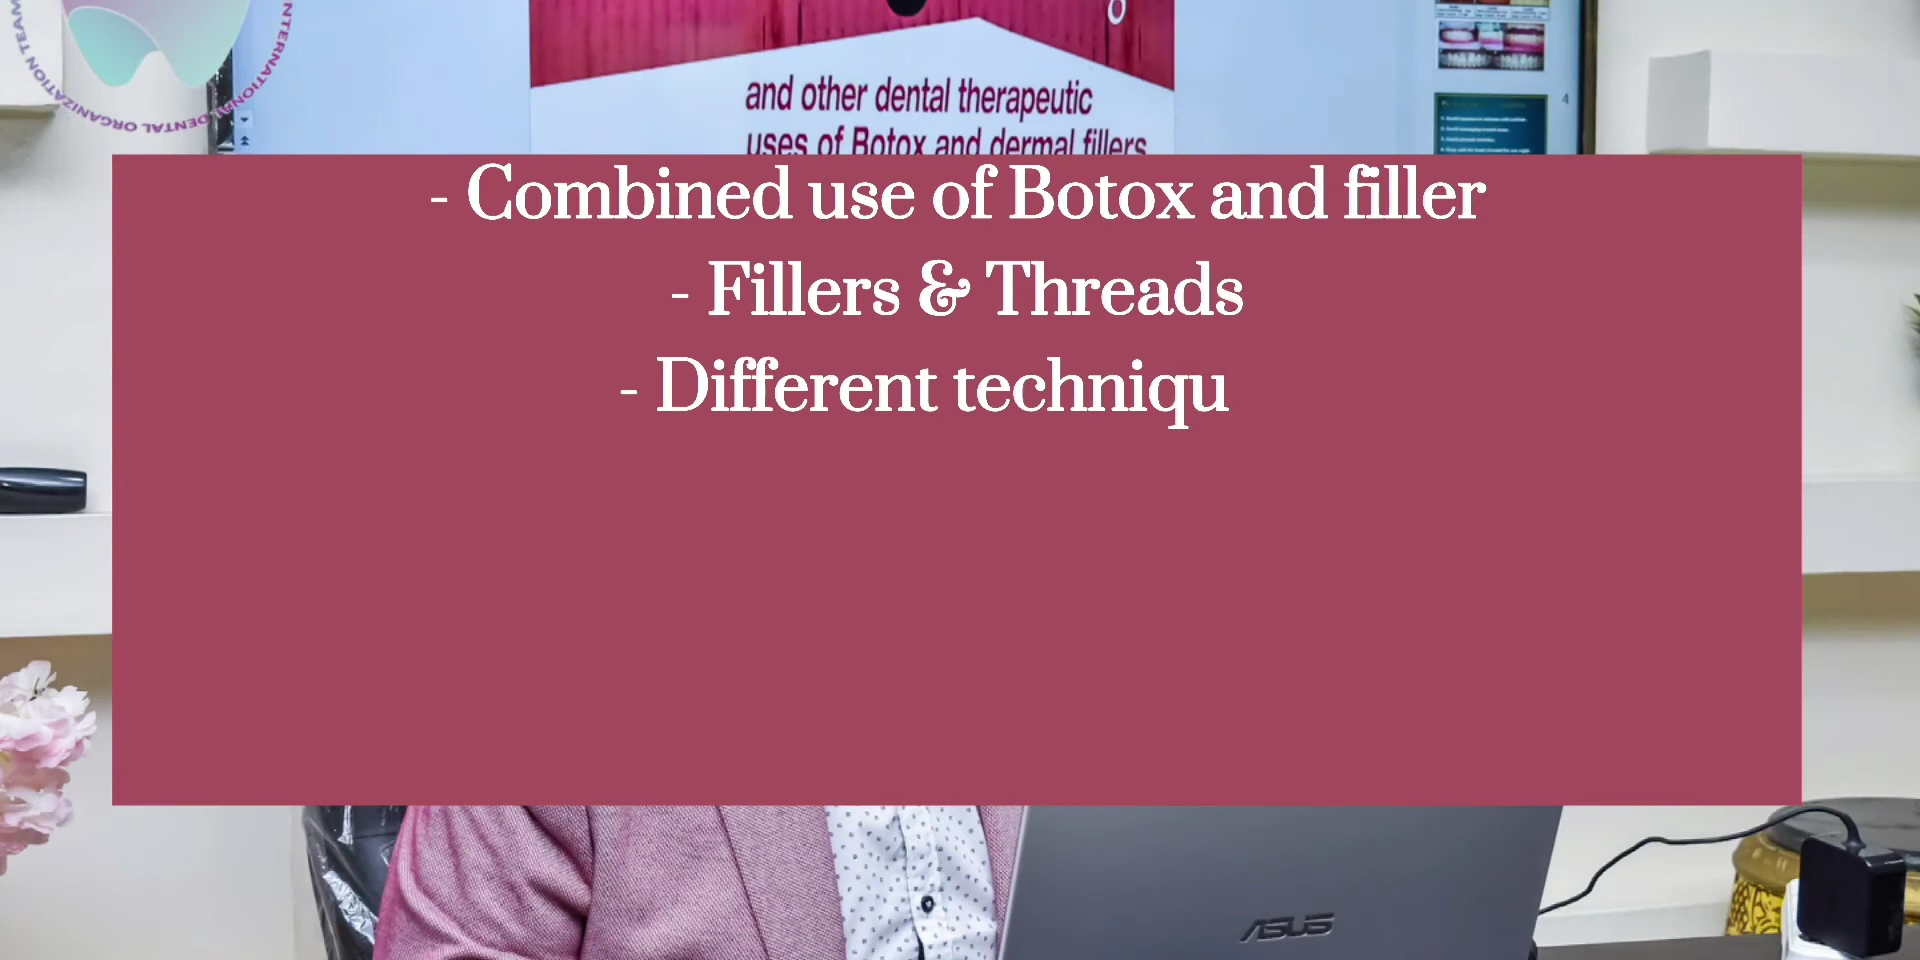 INTERNATIONAL DENTAL ORGANIZATION TEAM
and other dental therapeutic
uses of Botox and dermal fillers
4
- Combined use of Botox and filler
- Fillers & Threads
- Different techniqu
ASUS